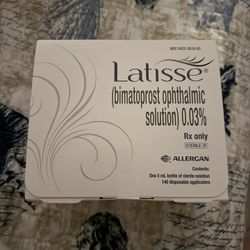 NDC 0023-3616-05
LATISSE®
(bimatoprost ophthalmic
solution) 0.03%
Rx only
STERILE R
ALLERGAN
Contents:
One 5 mL bottle of sterile solution
140 disposable applicators